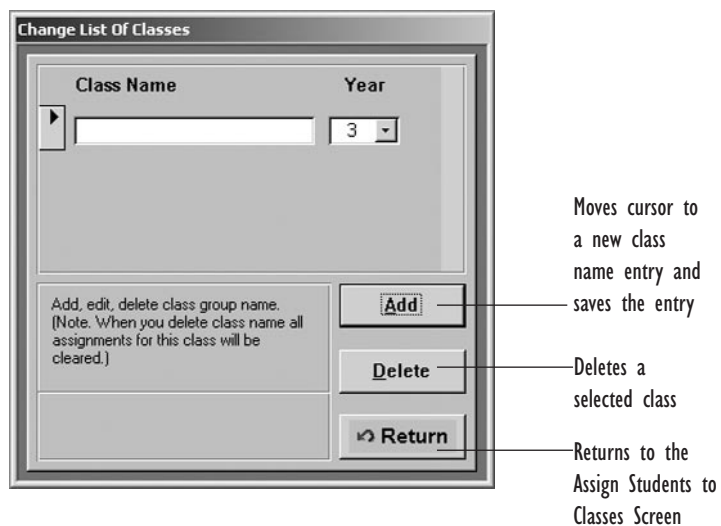 Change List Of Classes
Class Name Year
3
Add, edit, delete class group name.
(Note. When you delete class name all
assignments for this class will be
cleared.)
Add
Delete
Return
Moves cursor to
a new class
name entry and
saves the entry
Deletes a
selected class
Returns to the
Assign Students to
Classes Screen